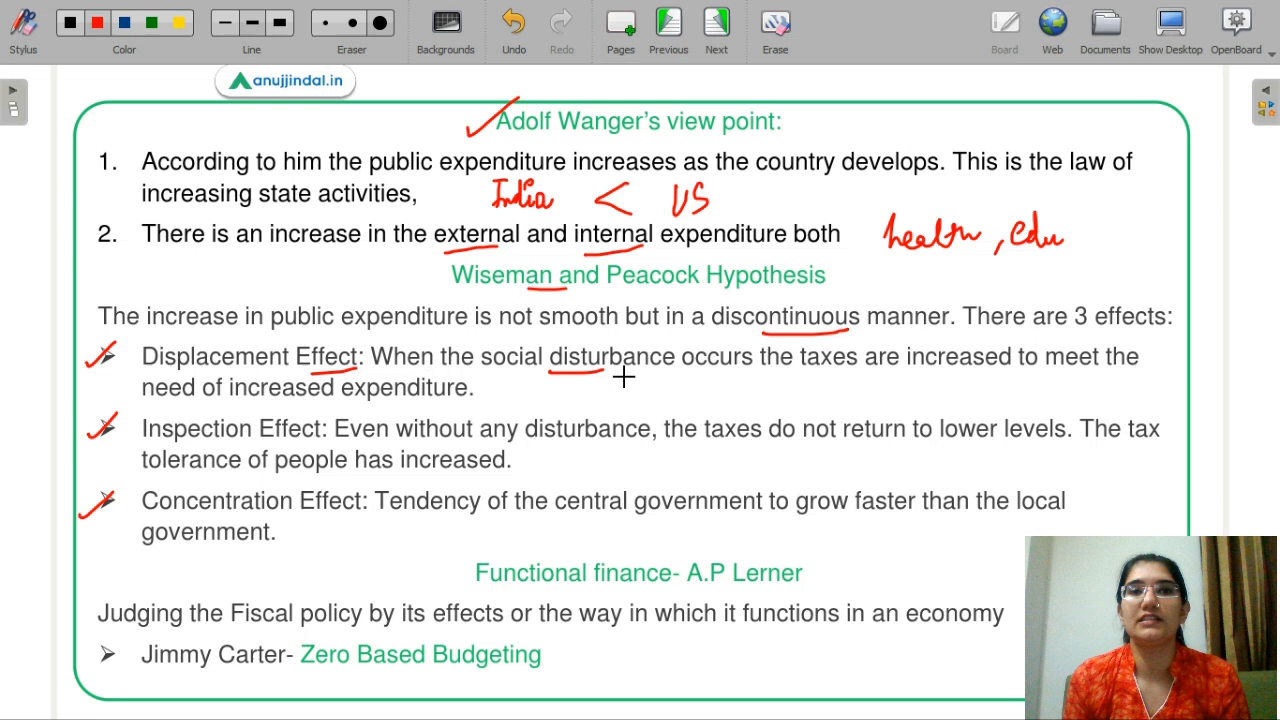 Stylus Color Line Eraser Backgrounds Undo Redo Pages Previous Next Erase Board Web Documents Show Desktop OpenBoard
anujjindal.in
Adolf Wanger's view point:
1. According to him the public expenditure increases as the country develops. This is the law of
increasing state activities,
India < US
2. There is an increase in the external and internal expenditure both
health, edu
Wiseman and Peacock Hypothesis
The increase in public expenditure is not smooth but in a discontinuous manner. There are 3 effects:
➢ Displacement Effect: When the social disturbance occurs the taxes are increased to meet the
need of increased expenditure.
➢ Inspection Effect: Even without any disturbance, the taxes do not return to lower levels. The tax
tolerance of people has increased.
➢ Concentration Effect: Tendency of the central government to grow faster than the local
government.
Functional finance- A.P Lerner
Judging the Fiscal policy by its effects or the way in which it functions in an economy
➢ Jimmy Carter- Zero Based Budgeting